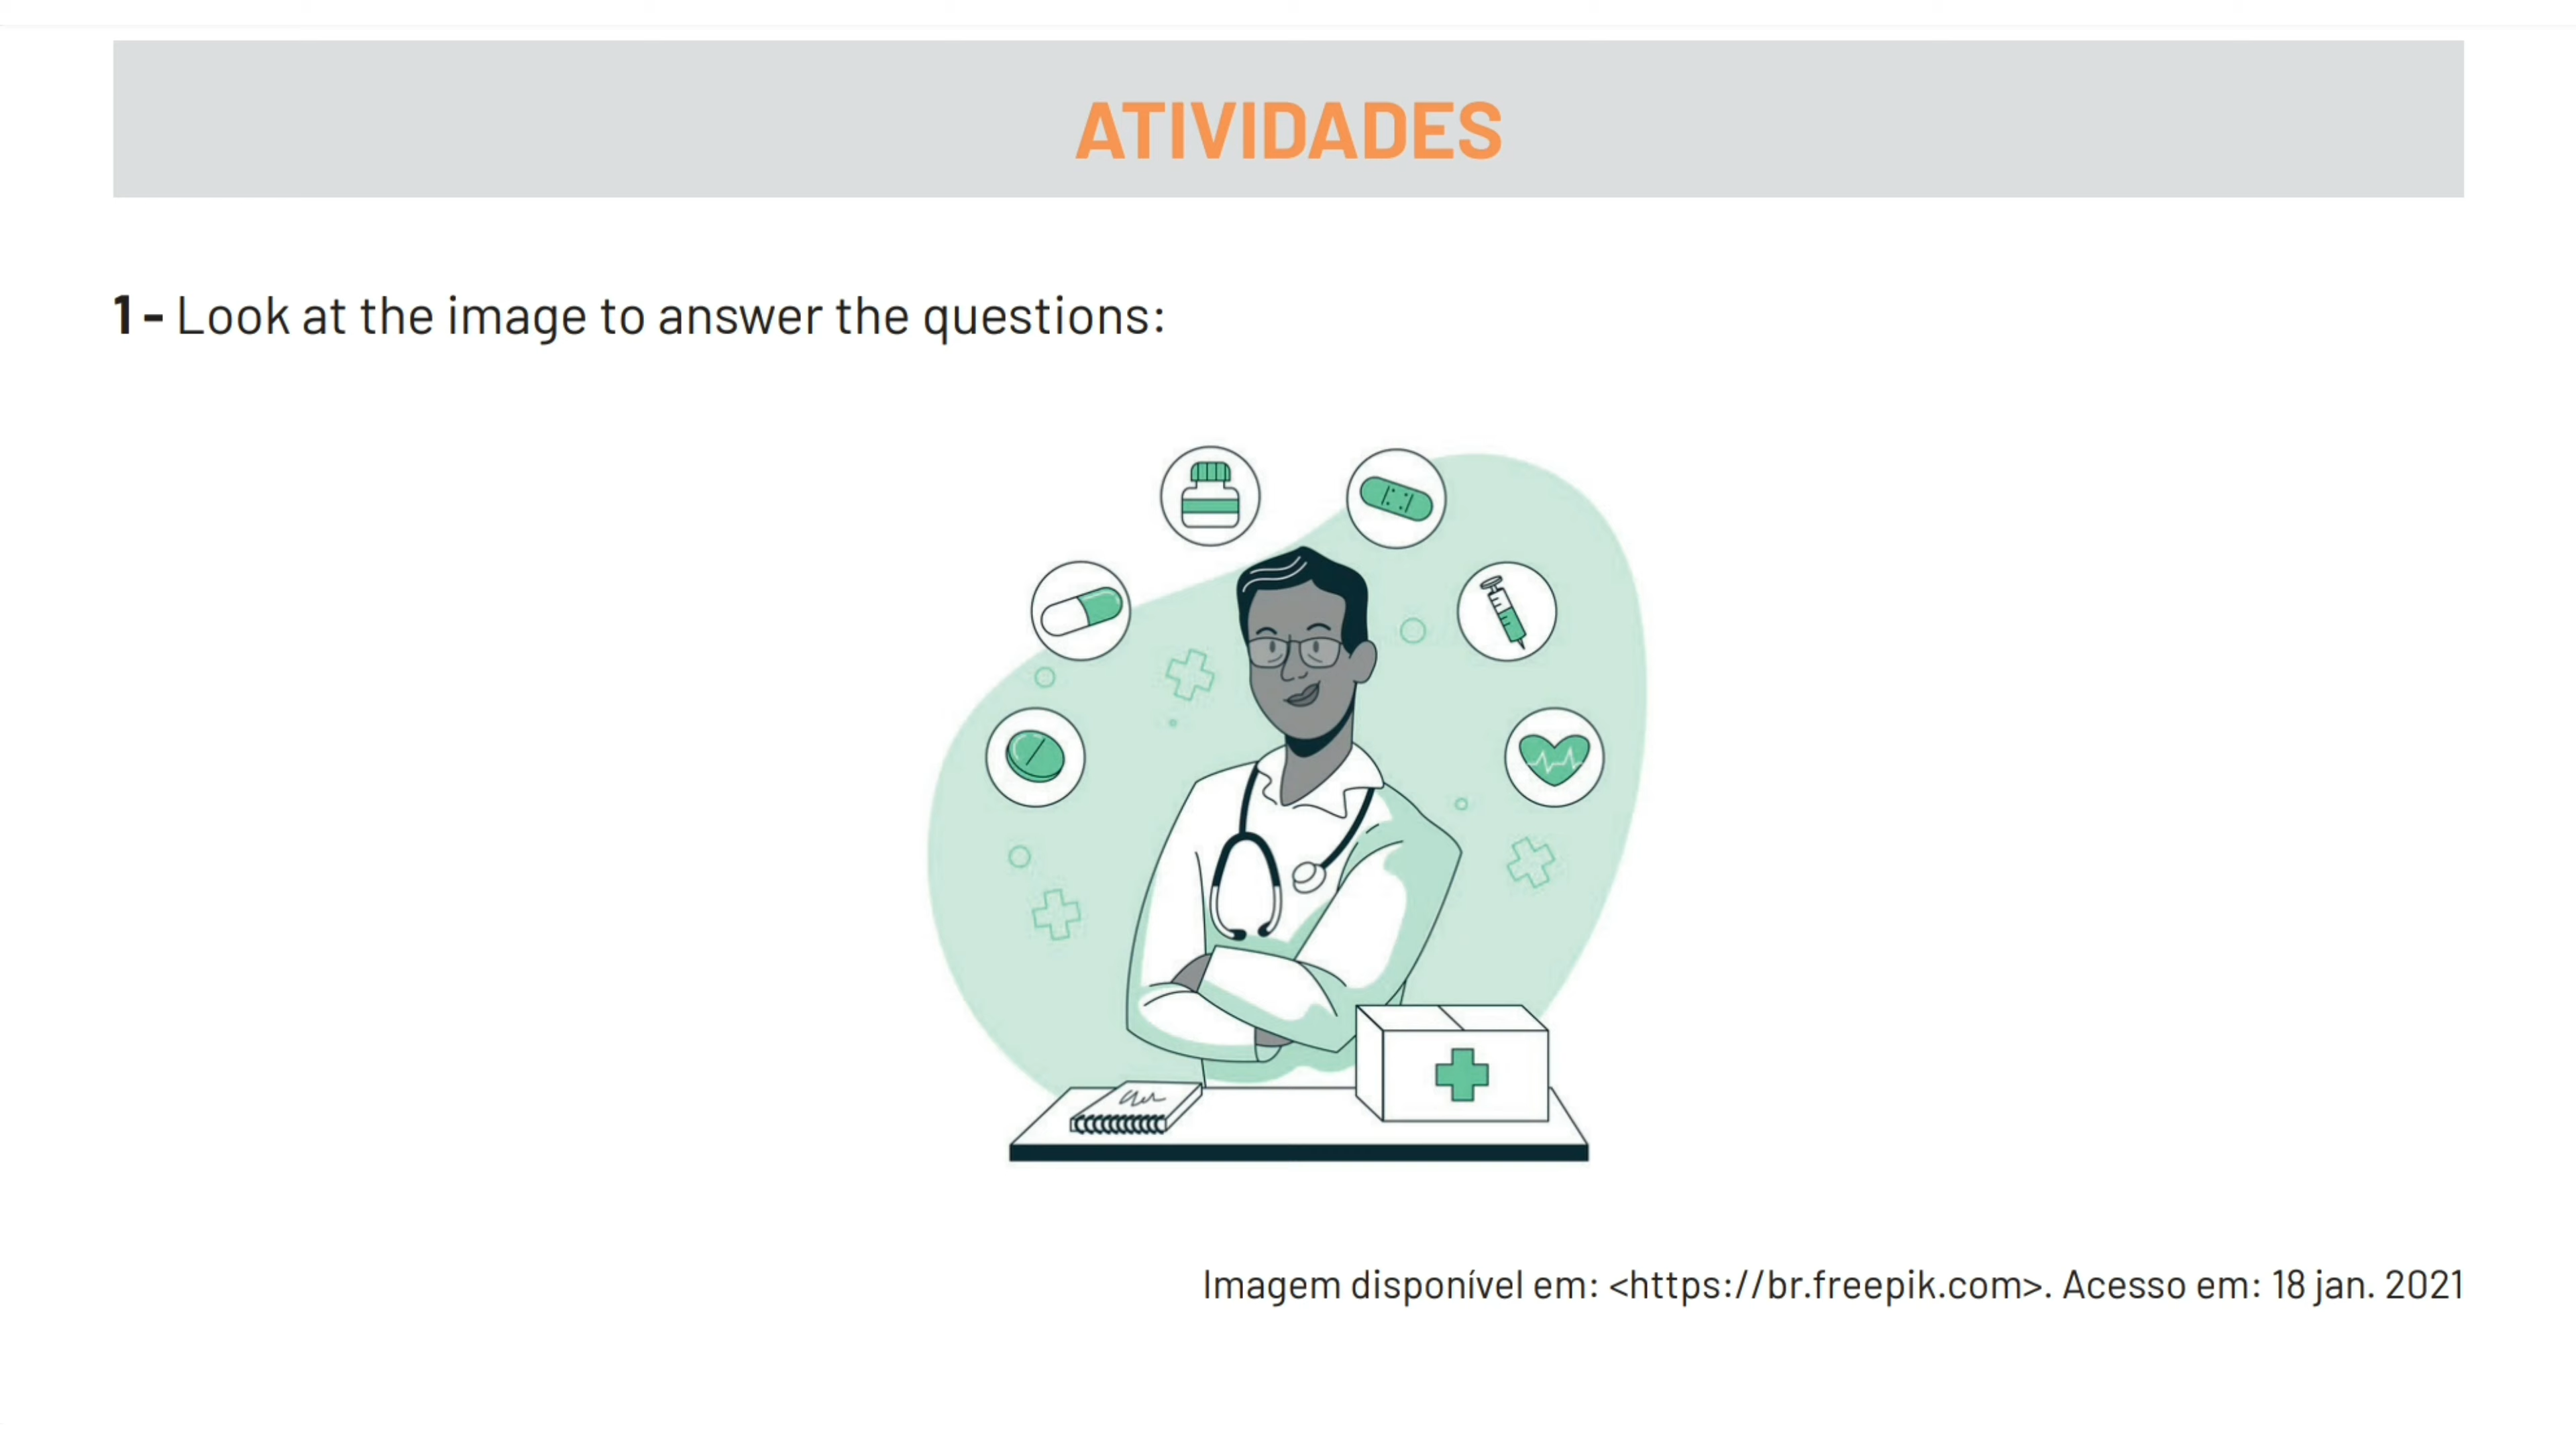 ATIVIDADES
1 - Look at the image to answer the questions:
Imagem disponível em: <https://br.freepik.com>. Acesso em: 18 jan. 2021